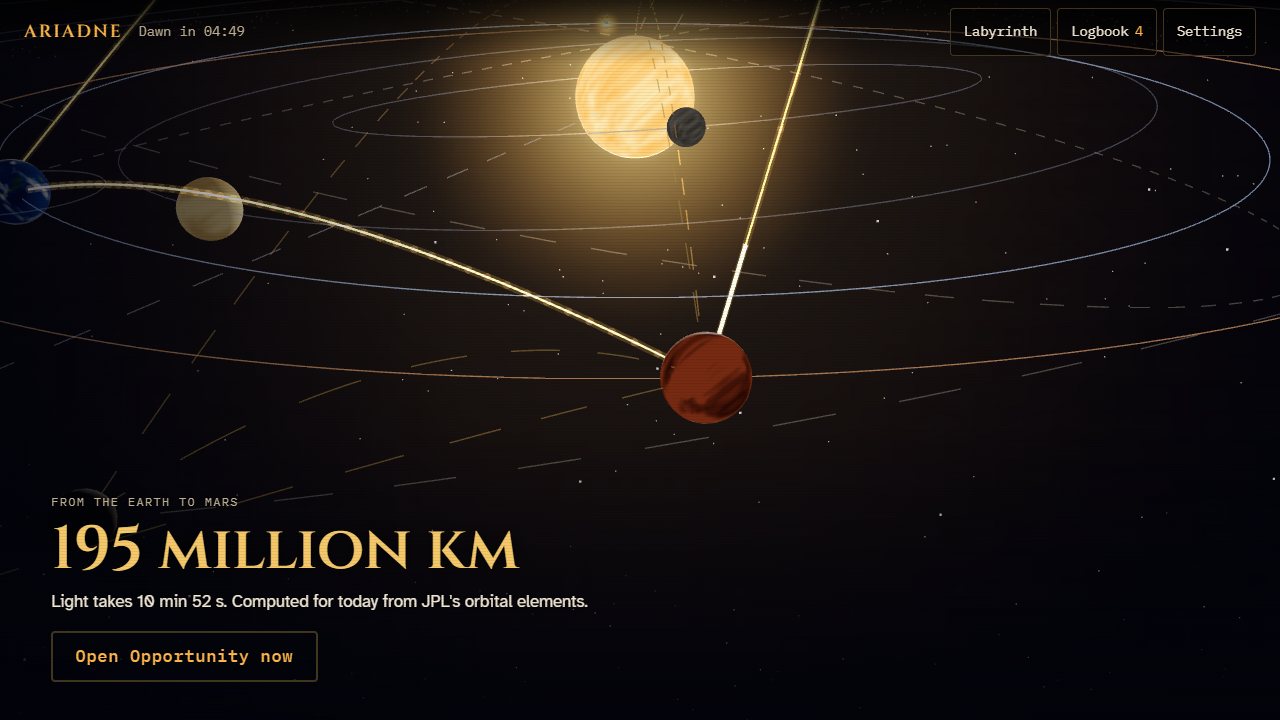 ARIADNE Dawn in 04:49 Labyrinth Logbook 4 Settings
FROM THE EARTH TO MARS
195 MILLION KM
Light takes 10 min 52 s. Computed for today from JPL's orbital elements.
Open Opportunity now